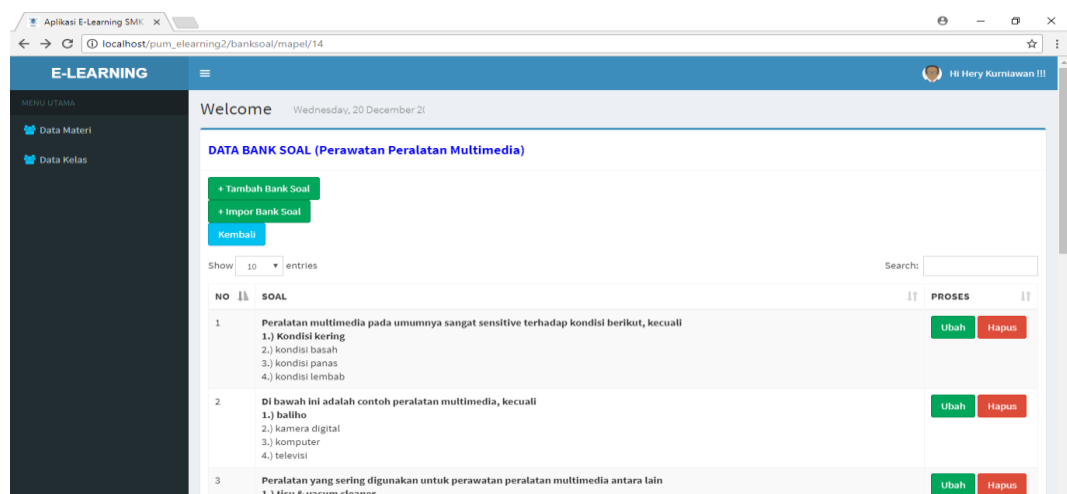 Aplikasi E-Learning SMK
localhost/pum_elearning2/banksoal/mapel/14
E-LEARNING
Hi Hery Kurniawan !!!
MENU UTAMA
Welcome Wednesday, 20 December
Data Materi
Data Kelas
DATA BANK SOAL (Perawatan Peralatan Multimedia)
+ Tambah Bank Soal
+ Impor Bank Soal
Kembali
Show 10 entries Search:
NO SOAL PROSES
1 Peralatan multimedia pada umumnya sangat sensitive terhadap kondisi berikut, kecuali Ubah Hapus
1.) Kondisi kering
2.) kondisi basah
3.) kondisi panas
4.) kondisi lembab
2 Di bawah ini adalah contoh peralatan multimedia, kecuali Ubah Hapus
1.) baliho
2.) kamera digital
3.) komputer
4.) televisi
3 Peralatan yang sering digunakan untuk perawatan peralatan multimedia antara lain Ubah Hapus
1.) tisu & vacum cleaner